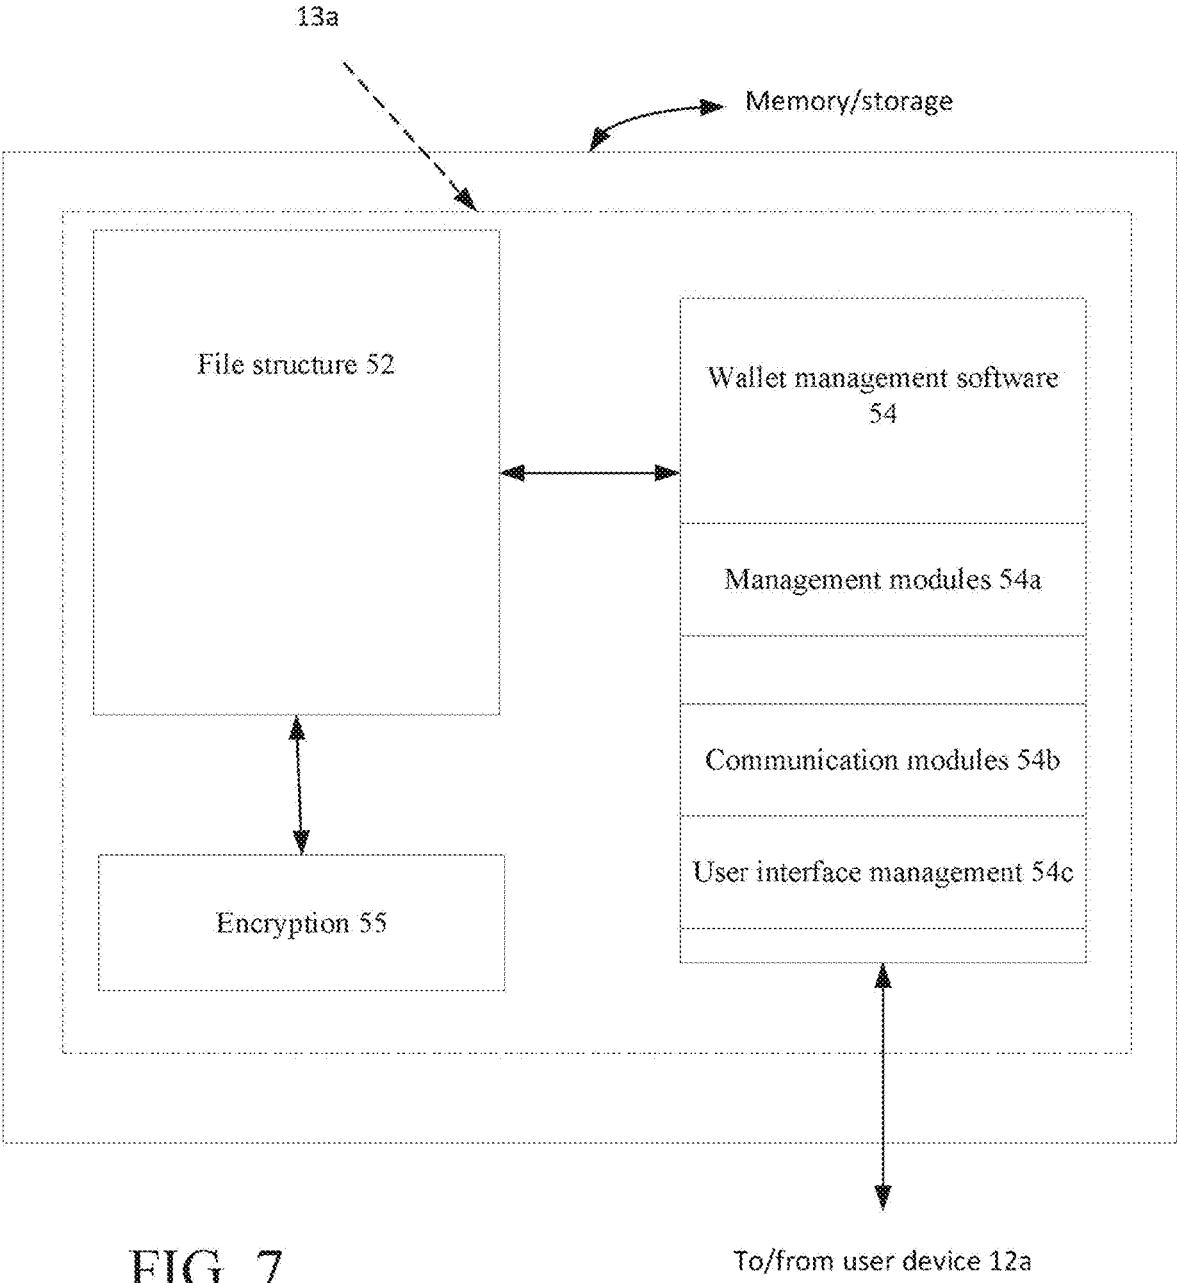 13a
Memory/storage
File structure 52
Wallet management software
54
Management modules 54a
Communication modules 54b
User interface management 54c
Encryption 55
To/from user device 12a
FIG. 7